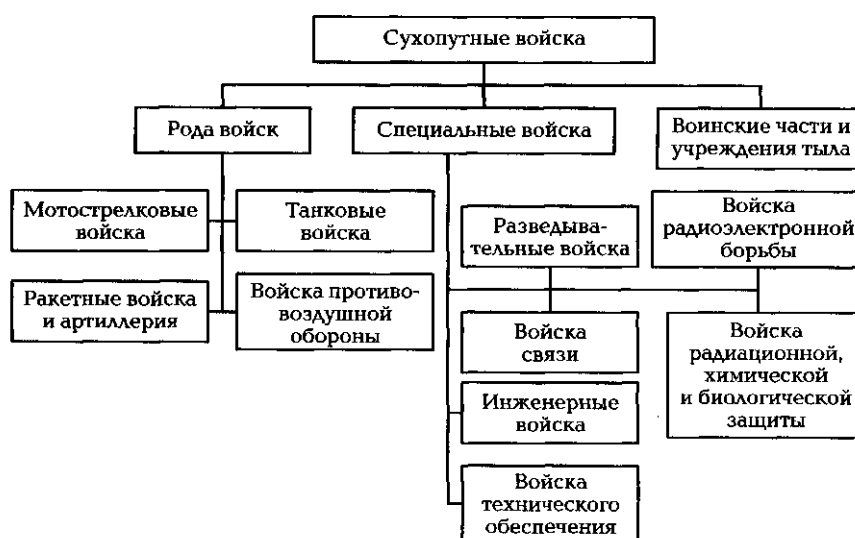 Сухопутные войска
Рода войск
Специальные войска
Воинские части и
учреждения тыла
Мотострелковые
войска
Танковые
войска
Разведыва-
тельные войска
Войска
радиоэлектронной
борьбы
Ракетные войска
и артиллерия
Войска противо-
воздушной
обороны
Войска
связи
Войска
радиационной,
химической
и биологической
защиты
Инженерные
войска
Войска
технического
обеспечения